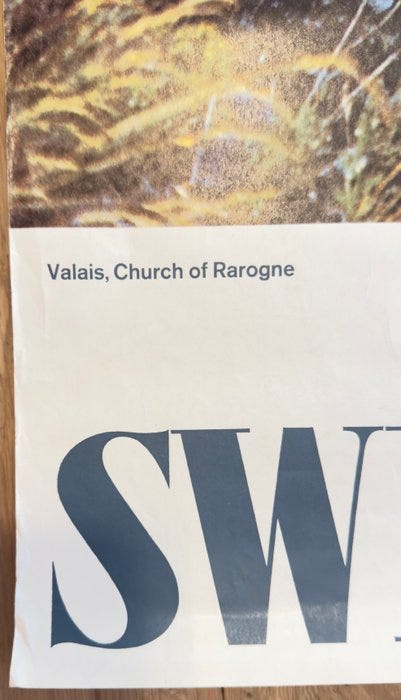 Valais, Church of Rarogne
SW